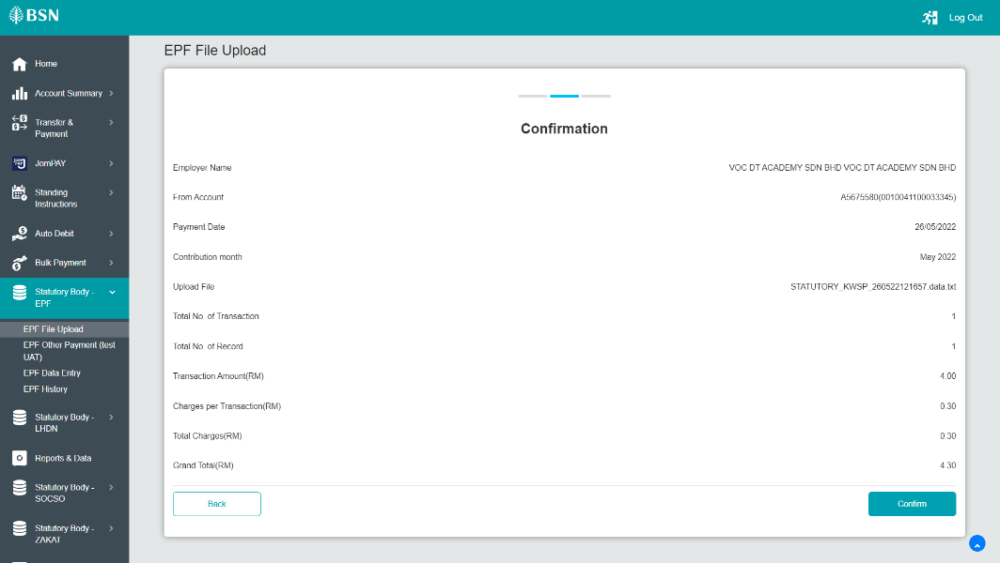 BSN
Log Out
Home
Account Summary
Transfer &
Payment
JomPAY
Standing
Instructions
Auto Debit
Bulk Payment
Statutory Body -
EPF
EPF File Upload
EPF Other Payment (test
UAT)
EPF Data Entry
EPF History
Statutory Body -
LHDN
Reports & Data
Statutory Body -
SOCSO
Statutory Body -
ZAKAT
EPF File Upload
Confirmation
Employer Name VOC DT ACADEMY SDN BHD VOC DT ACADEMY SDN BHD
From Account A5675580(0010041100033345)
Payment Date 26/05/2022
Contribution month May 2022
Upload File STATUTORY_KWSP_260522121657.data.txt
Total No. of Transaction 1
Total No. of Record 1
Transaction Amount(RM) 4.00
Charges per Transaction(RM) 0.30
Total Charges(RM) 0.30
Grand Total(RM) 4.30
Back Confirm